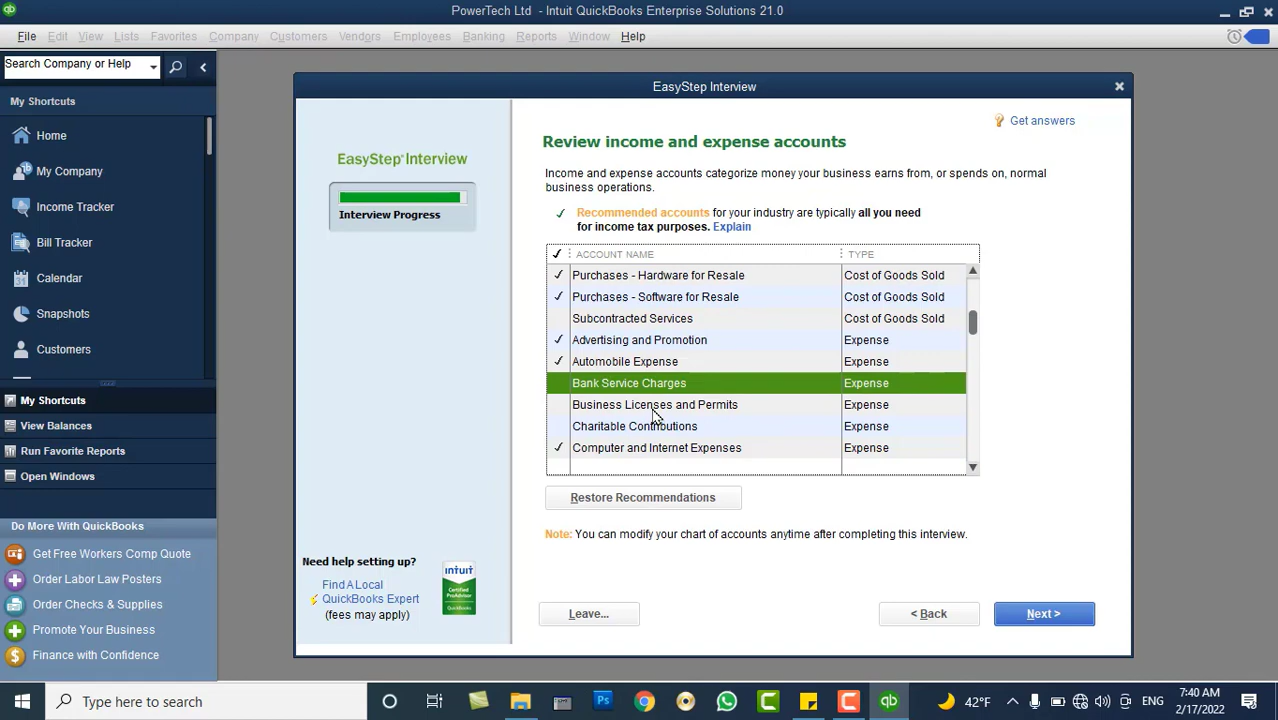 PowerTech Ltd - Intuit QuickBooks Enterprise Solutions 21.0
File Edit View Lists Favorites Company Customers Vendors Employees Banking Reports Window Help
Search Company or Help
My Shortcuts
Home
My Company
Income Tracker
Bill Tracker
Calendar
Snapshots
Customers
My Shortcuts
View Balances
Run Favorite Reports
Open Windows
Do More With QuickBooks
Get Free Workers Comp Quote
Order Labor Law Posters
Order Checks & Supplies
Promote Your Business
Finance with Confidence
EasyStep Interview
EasyStep® Interview
Interview Progress
Need help setting up?
Find A Local
QuickBooks Expert
(fees may apply)
intuit
Certified
ProAdvisor
QuickBooks
Get answers
Review income and expense accounts
Income and expense accounts categorize money your business earns from, or spends on, normal
business operations.
✓ Recommended accounts for your industry are typically all you need
for income tax purposes. Explain
✓ ACCOUNT NAME TYPE
✓ Purchases - Hardware for Resale Cost of Goods Sold
✓ Purchases - Software for Resale Cost of Goods Sold
Subcontracted Services Cost of Goods Sold
✓ Advertising and Promotion Expense
✓ Automobile Expense Expense
Bank Service Charges Expense
Business Licenses and Permits Expense
Charitable Contributions Expense
✓ Computer and Internet Expenses Expense
Restore Recommendations
Note: You can modify your chart of accounts anytime after completing this interview.
Leave...
< Back
Next >
Type here to search
Ps
qb
42°F
ENG
7:40 AM
2/17/2022